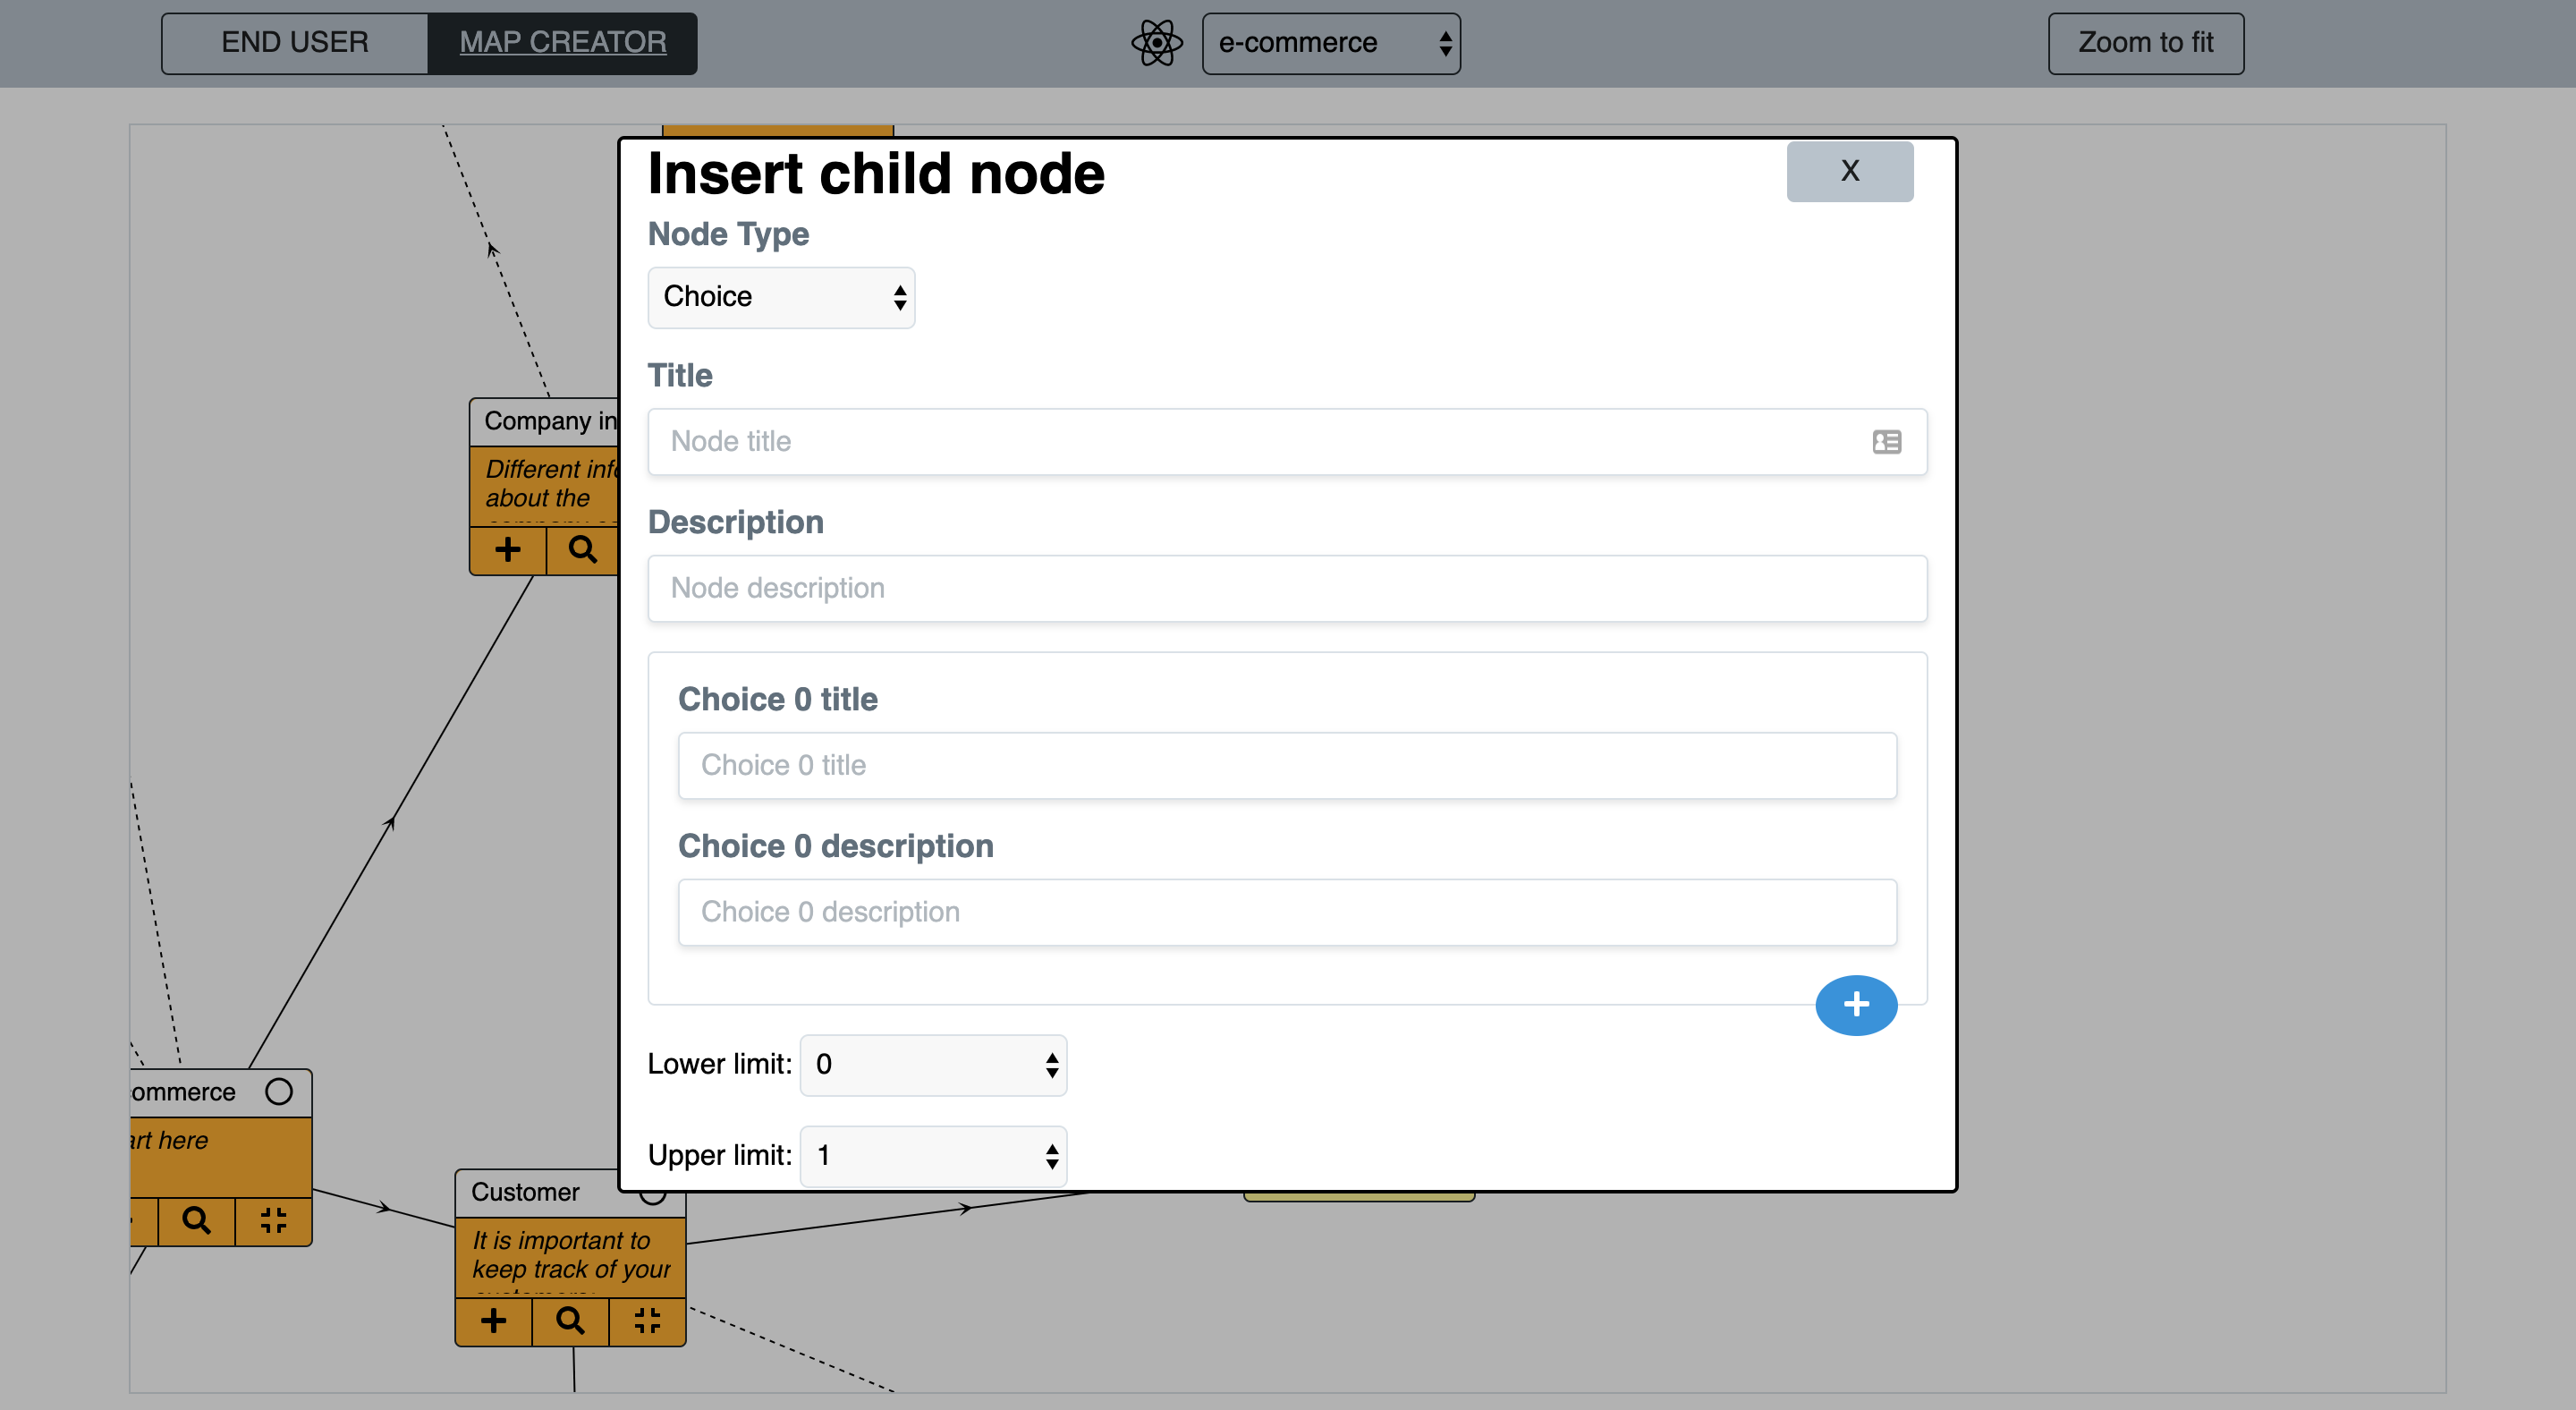 END USER
MAP CREATOR
e-commerce
Zoom to fit
Insert child node
X
Node Type
Choice
Title
Node title
Description
Node description
Choice 0 title
Choice 0 title
Choice 0 description
Choice 0 description
Lower limit: 0
Upper limit: 1
Company in
Different info
about the
ommerce
art here
Customer
It is important to
keep track of your